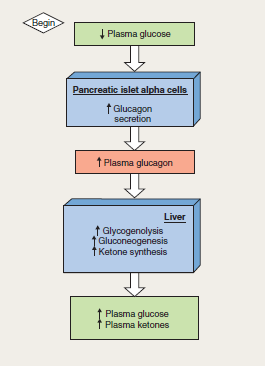 Begin
↓ Plasma glucose
Pancreatic islet alpha cells
↑ Glucagon
secretion
↑ Plasma glucagon
Liver
↑ Glycogenolysis
↑ Gluconeogenesis
↑ Ketone synthesis
↑ Plasma glucose
↑ Plasma ketones